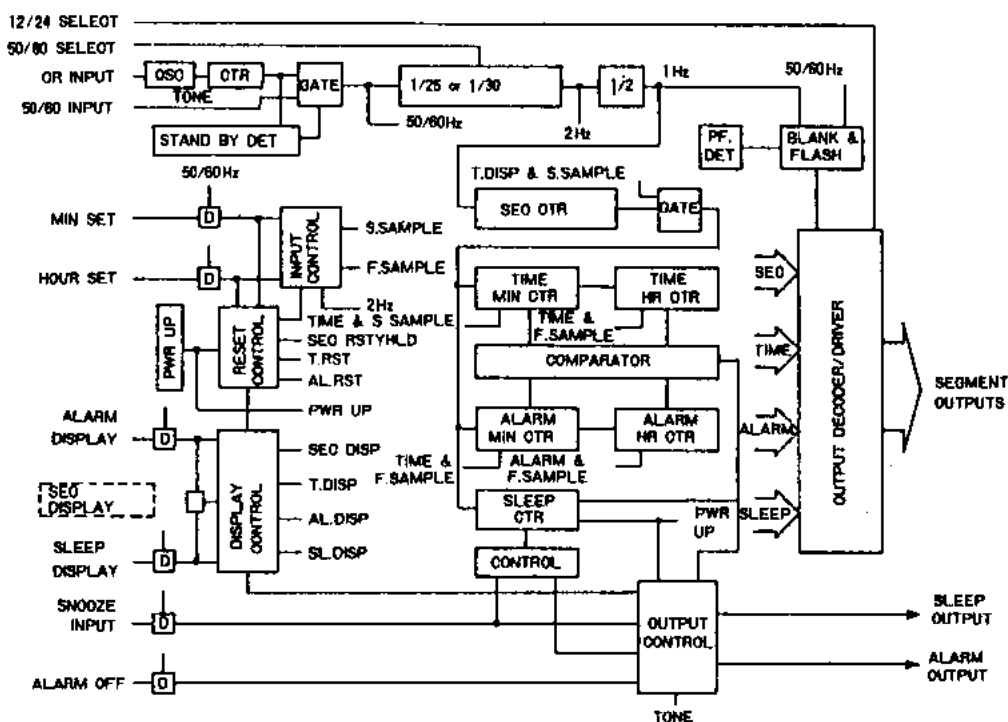 12/24 SELECT
50/60 SELECT
OR INPUT
OSC
CTR
TONE
GATE
50/60 INPUT
STAND BY DET
1/25 or 1/30
50/60Hz
1/2
2Hz
1Hz
50/60Hz
PF.
DET
BLANK &
FLASH
50/60Hz
MIN SET
D
HOUR SET
D
INPUT
CONTROL
S.SAMPLE
F.SAMPLE
2Hz
T.DISP & S.SAMPLE
SEC CTR
GATE
PWR UP
RESET
CONTROL
TIME & S SAMPLE
SEC RSTYHLD
T.RST
AL.RST
PWR UP
TIME
MIN CTR
TIME
HR CTR
TIME &
F.SAMPLE
COMPARATOR
ALARM
MIN CTR
ALARM
HR CTR
TIME &
F.SAMPLE
ALARM &
F.SAMPLE
SLEEP
CTR
CONTROL
PWR
UP
SEC
TIME
ALARM
SLEEP
OUTPUT DECODER/DRIVER
SEGMENT
OUTPUTS
ALARM
DISPLAY
D
SEC
DISPLAY
SLEEP
DISPLAY
D
DISPLAY
CONTROL
SEC DISP
T.DISP
AL.DISP
SL.DISP
SNOOZE
INPUT
D
ALARM OFF
D
OUTPUT
CONTROL
TONE
SLEEP
OUTPUT
ALARM
OUTPUT